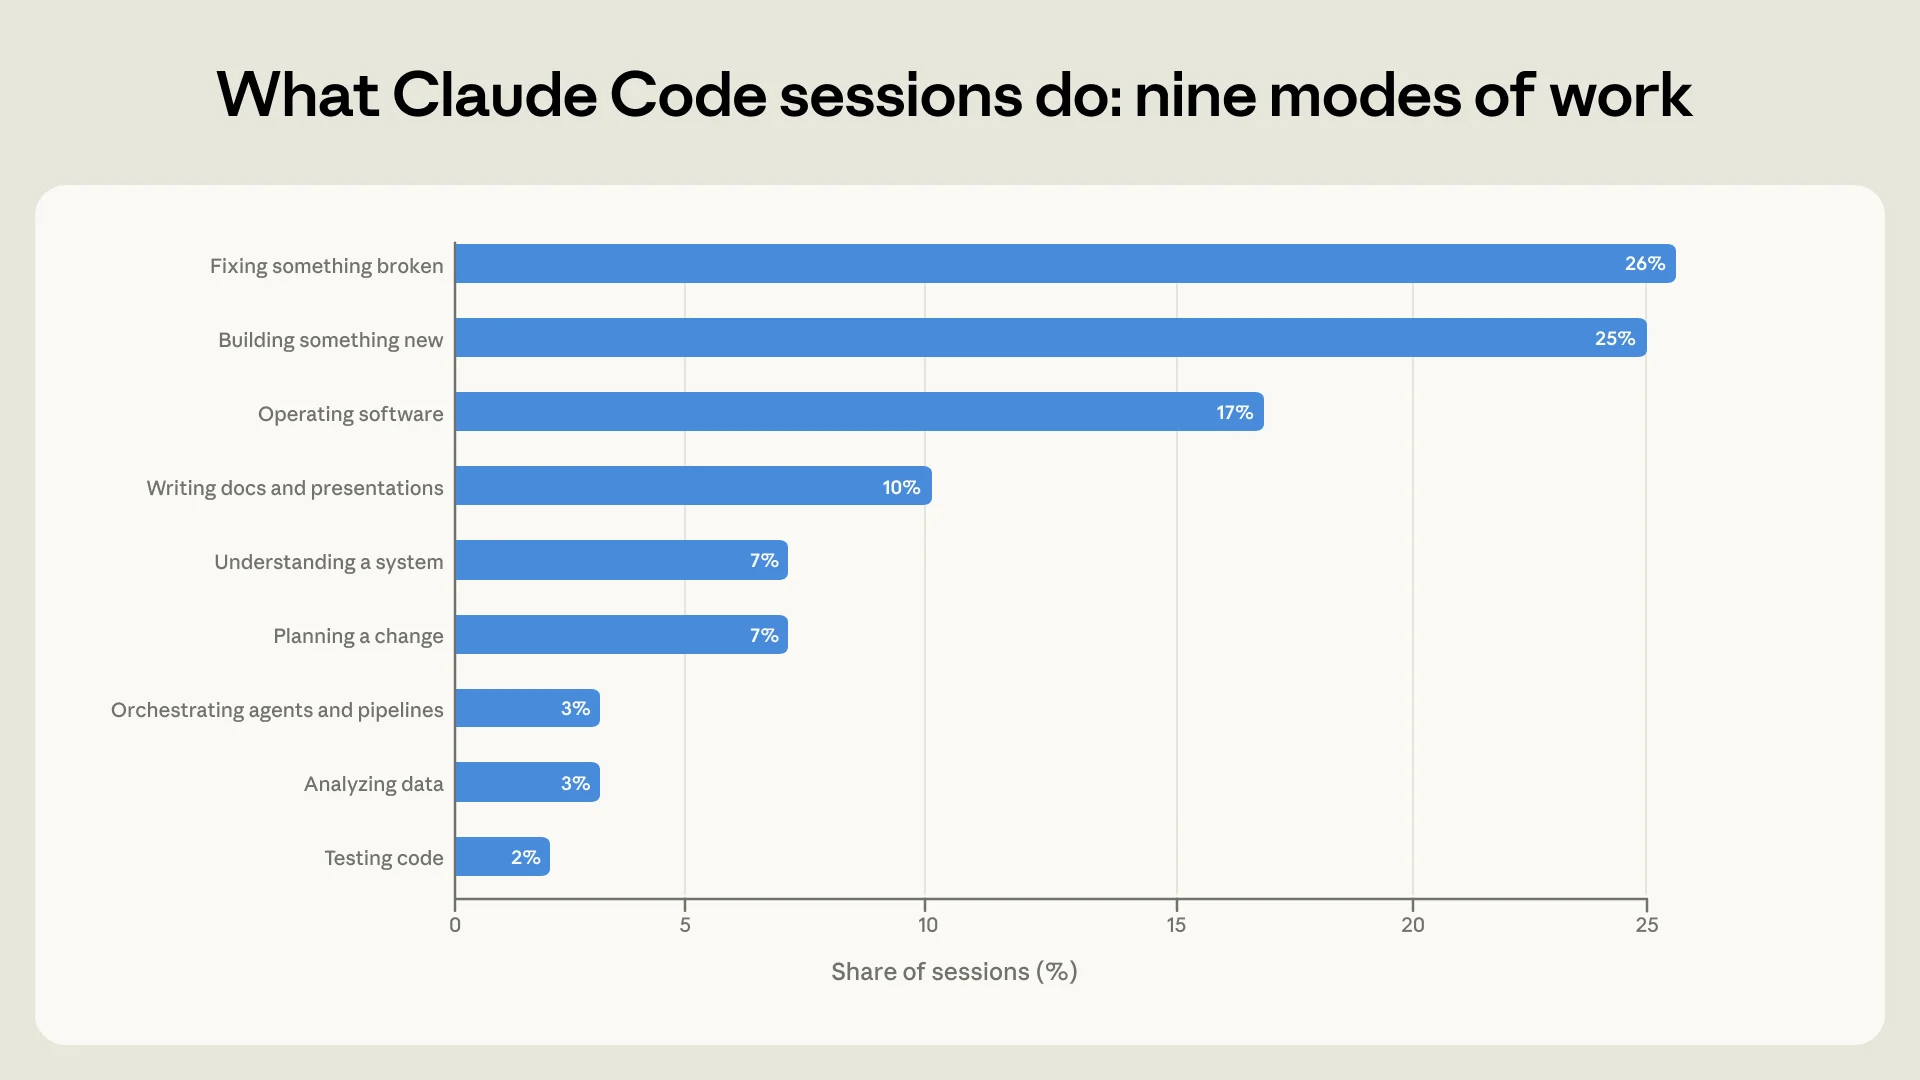 What Claude Code sessions do: nine modes of work
Fixing something broken 26%
Building something new 25%
Operating software 17%
Writing docs and presentations 10%
Understanding a system 7%
Planning a change 7%
Orchestrating agents and pipelines 3%
Analyzing data 3%
Testing code 2%
0 5 10 15 20 25
Share of sessions (%)